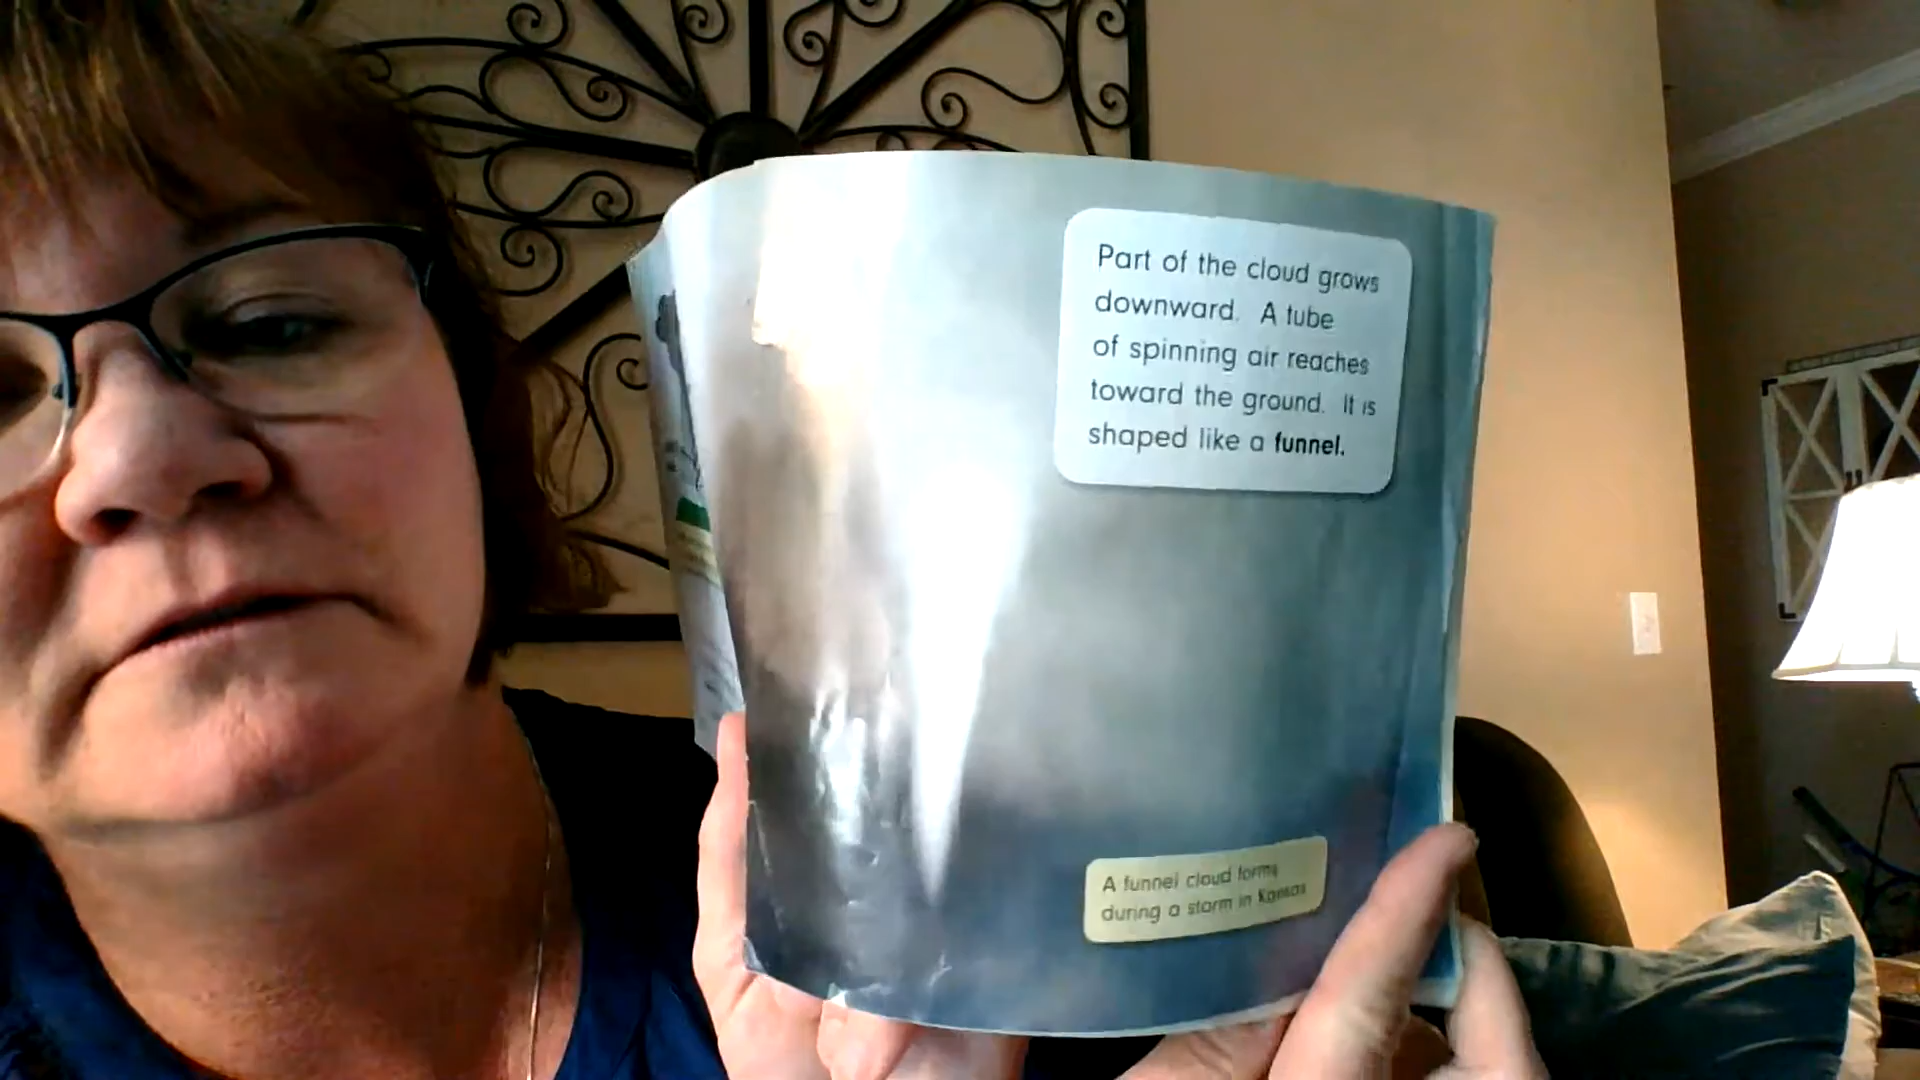 Part of the cloud grows
downward. A tube
of spinning air reaches
toward the ground. It is
shaped like a funnel.
A funnel cloud forms
during a storm in Kansas